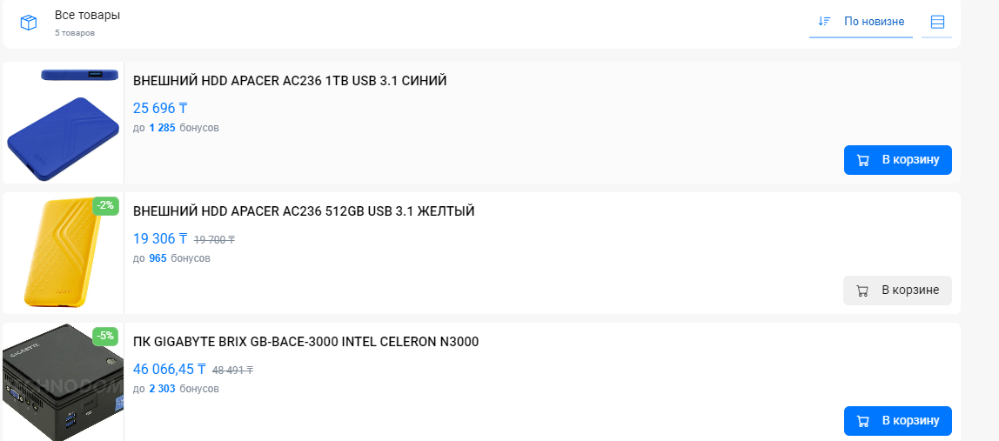 Все товары
5 товаров
По новизне
ВНЕШНИЙ HDD APACER AC236 1TB USB 3.1 СИНИЙ
25 696 ₸
до 1 285 бонусов
В корзину
-2%
ВНЕШНИЙ HDD APACER AC236 512GB USB 3.1 ЖЕЛТЫЙ
19 306 ₸ 19 700 ₸
до 965 бонусов
В корзине
-5%
GIGABYTE
CHNODOM
ПК GIGABYTE BRIX GB-BACE-3000 INTEL CELERON N3000
46 066,45 ₸ 48 491 ₸
до 2 303 бонусов
В корзину